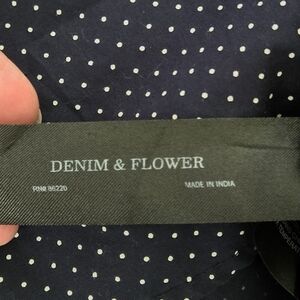 DENIM & FLOWER
RN# 86220 MADE IN INDIA